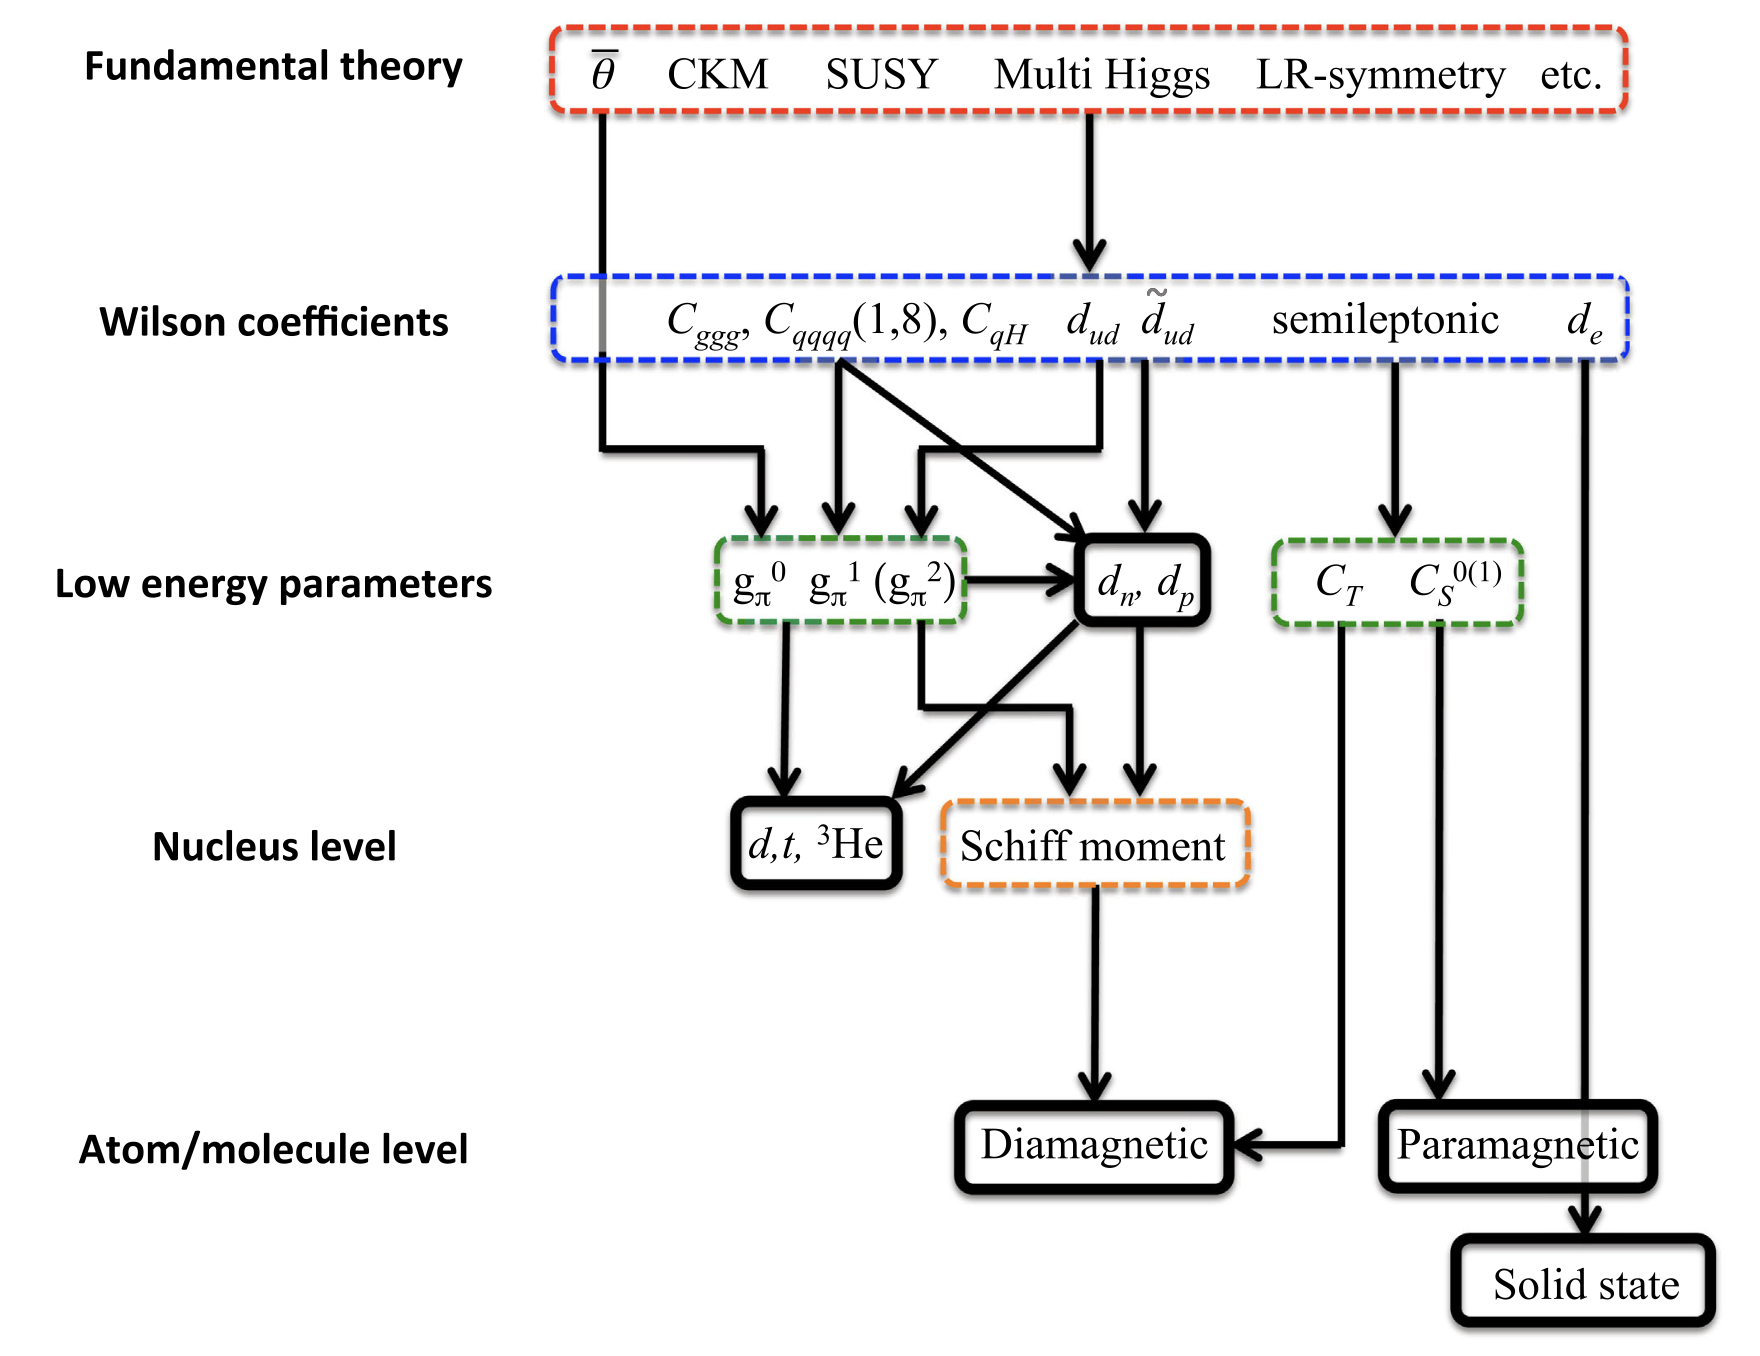 Fundamental theory
θ̅ CKM SUSY Multi Higgs LR-symmetry etc.
Wilson coefficients
C_ggg, C_qqqq(1,8), C_qH d_ud d̃_ud semileptonic d_e
Low energy parameters
g_π^0 g_π^1 (g_π^2) d_n, d_p C_T C_S^0(1)
Nucleus level
d,t, ³He Schiff moment
Atom/molecule level
Diamagnetic Paramagnetic
Solid state